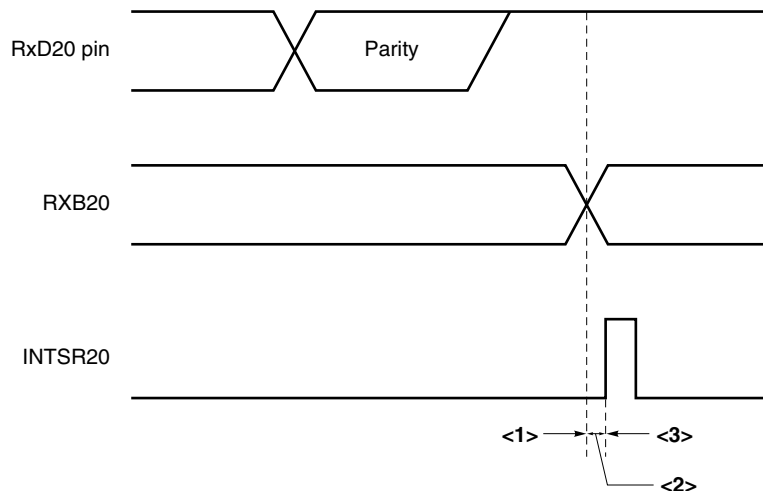 RxD20 pin
Parity
RXB20
INTSR20
<1>
<3>
<2>